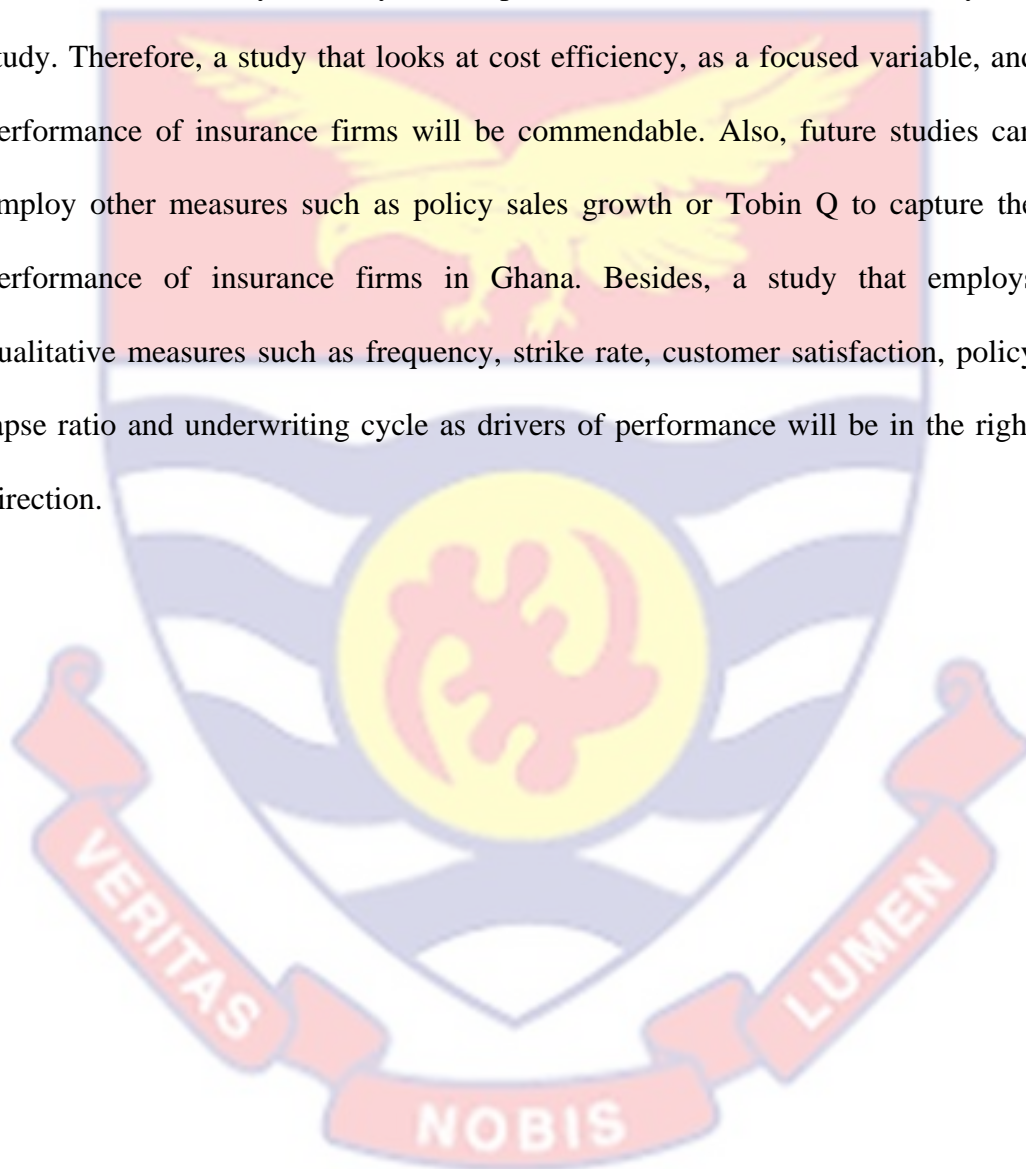 tudy. Therefore, a study that looks at cost efficiency, as a focused variable, and
erformance of insurance firms will be commendable. Also, future studies can
mploy other measures such as policy sales growth or Tobin Q to capture the
erformance of insurance firms in Ghana. Besides, a study that employs
ualitative measures such as frequency, strike rate, customer satisfaction, policy
apse ratio and underwriting cycle as drivers of performance will be in the righ
irection.
VERITAS
NOBIS
LUMEN